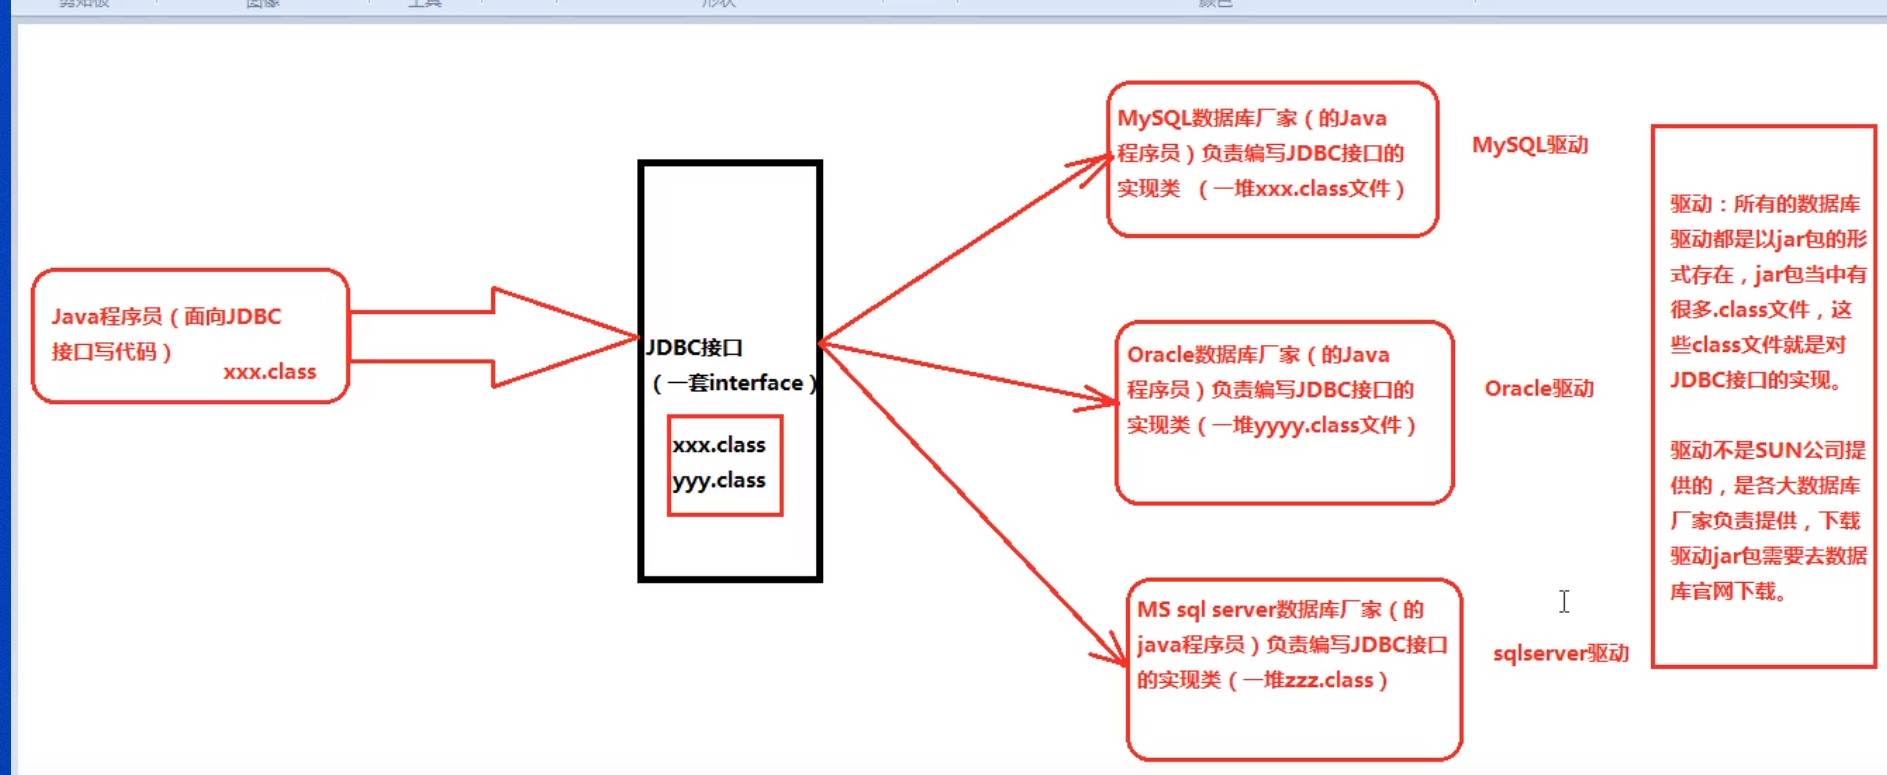 剪贴板
图像
工具
形状
颜色
Java程序员（面向JDBC
接口写代码）
xxx.class
JDBC接口
（一套interface）
xxx.class
yyy.class
MySQL数据库厂家（的Java
程序员）负责编写JDBC接口的
实现类 （一堆xxx.class文件）
MySQL驱动
Oracle数据库厂家（的Java
程序员）负责编写JDBC接口的
实现类（一堆yyyy.class文件）
Oracle驱动
MS sql server数据库厂家（的
java程序员）负责编写JDBC接口
的实现类（一堆zzz.class）
sqlserver驱动
驱动：所有的数据库
驱动都是以jar包的形
式存在，jar包当中有
很多.class文件，这
些class文件就是对
JDBC接口的实现。
驱动不是SUN公司提
供的，是各大数据库
厂家负责提供，下载
驱动jar包需要去数据
库官网下载。